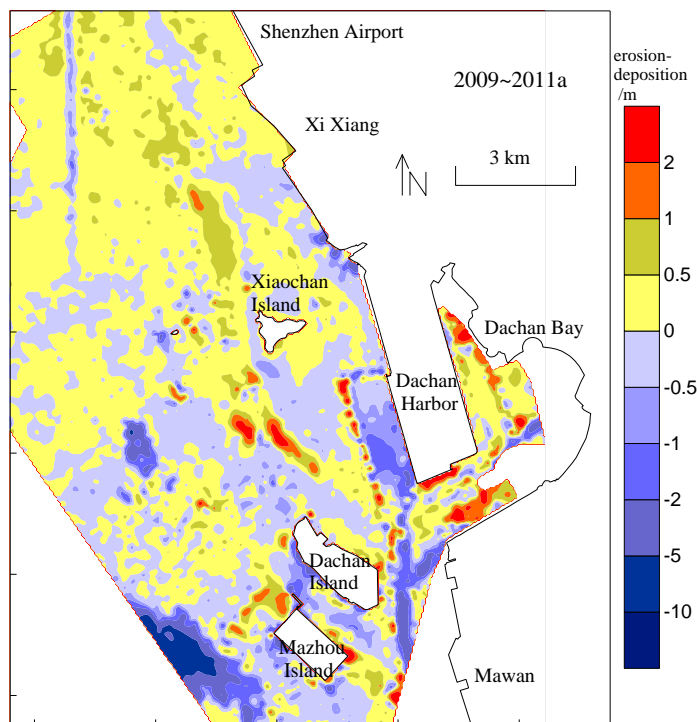 Shenzhen Airport
erosion-
deposition
/m
2009~2011a
Xi Xiang
3 km
N
2
1
0.5
0
-0.5
-1
-2
-5
-10
Xiaochan
Island
Dachan Bay
Dachan
Harbor
Dachan
Island
Mazhou
Island
Mawan